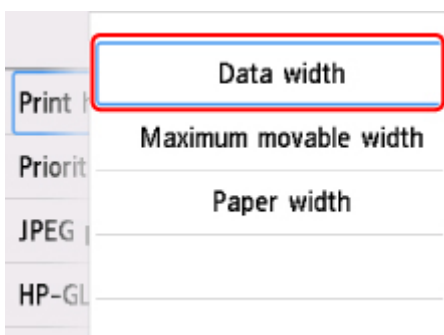 Data width
Print
Maximum movable width
Priorit
Paper width
JPEG
HP-GL